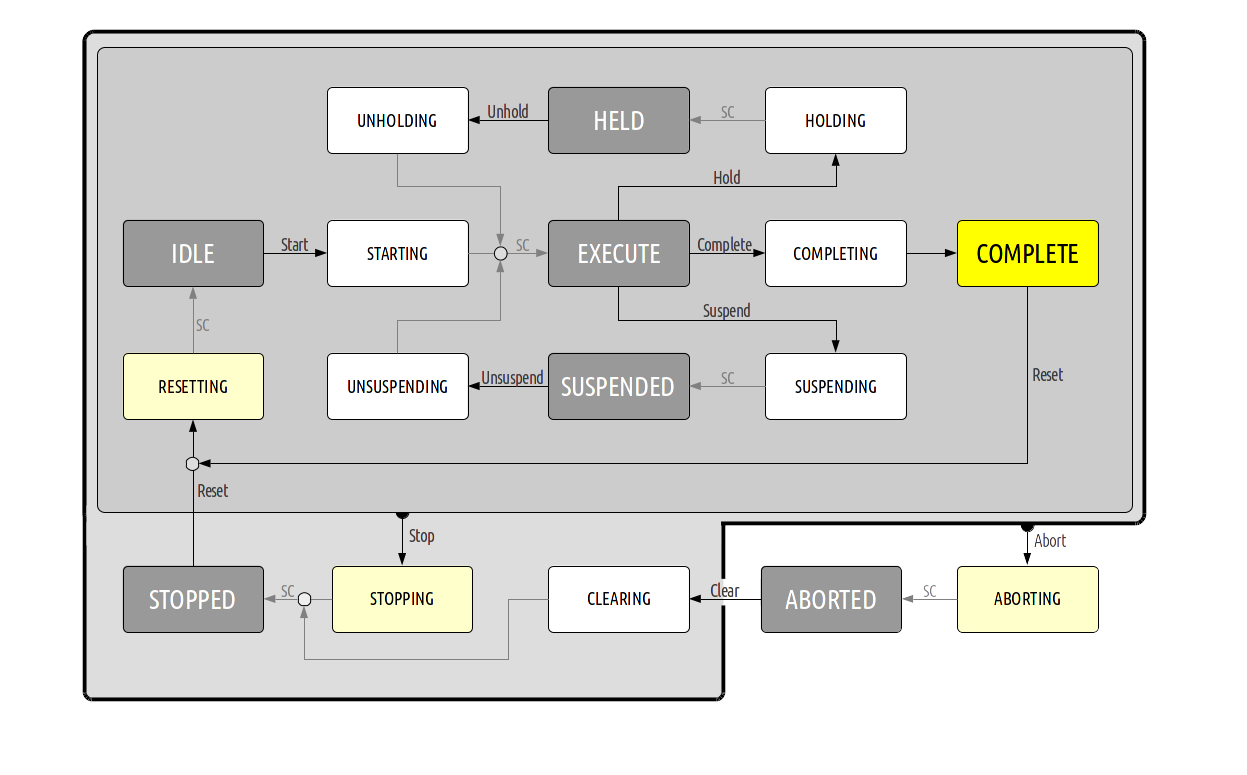 UNHOLDING
Unhold
HELD
SC
HOLDING
Hold
IDLE
Start
STARTING
SC
EXECUTE
Complete
COMPLETING
COMPLETE
SC
Suspend
RESETTING
UNSUSPENDING
Unsuspend
SUSPENDED
SC
SUSPENDING
Reset
Reset
Stop
Abort
STOPPED
SC
STOPPING
CLEARING
Clear
ABORTED
SC
ABORTING